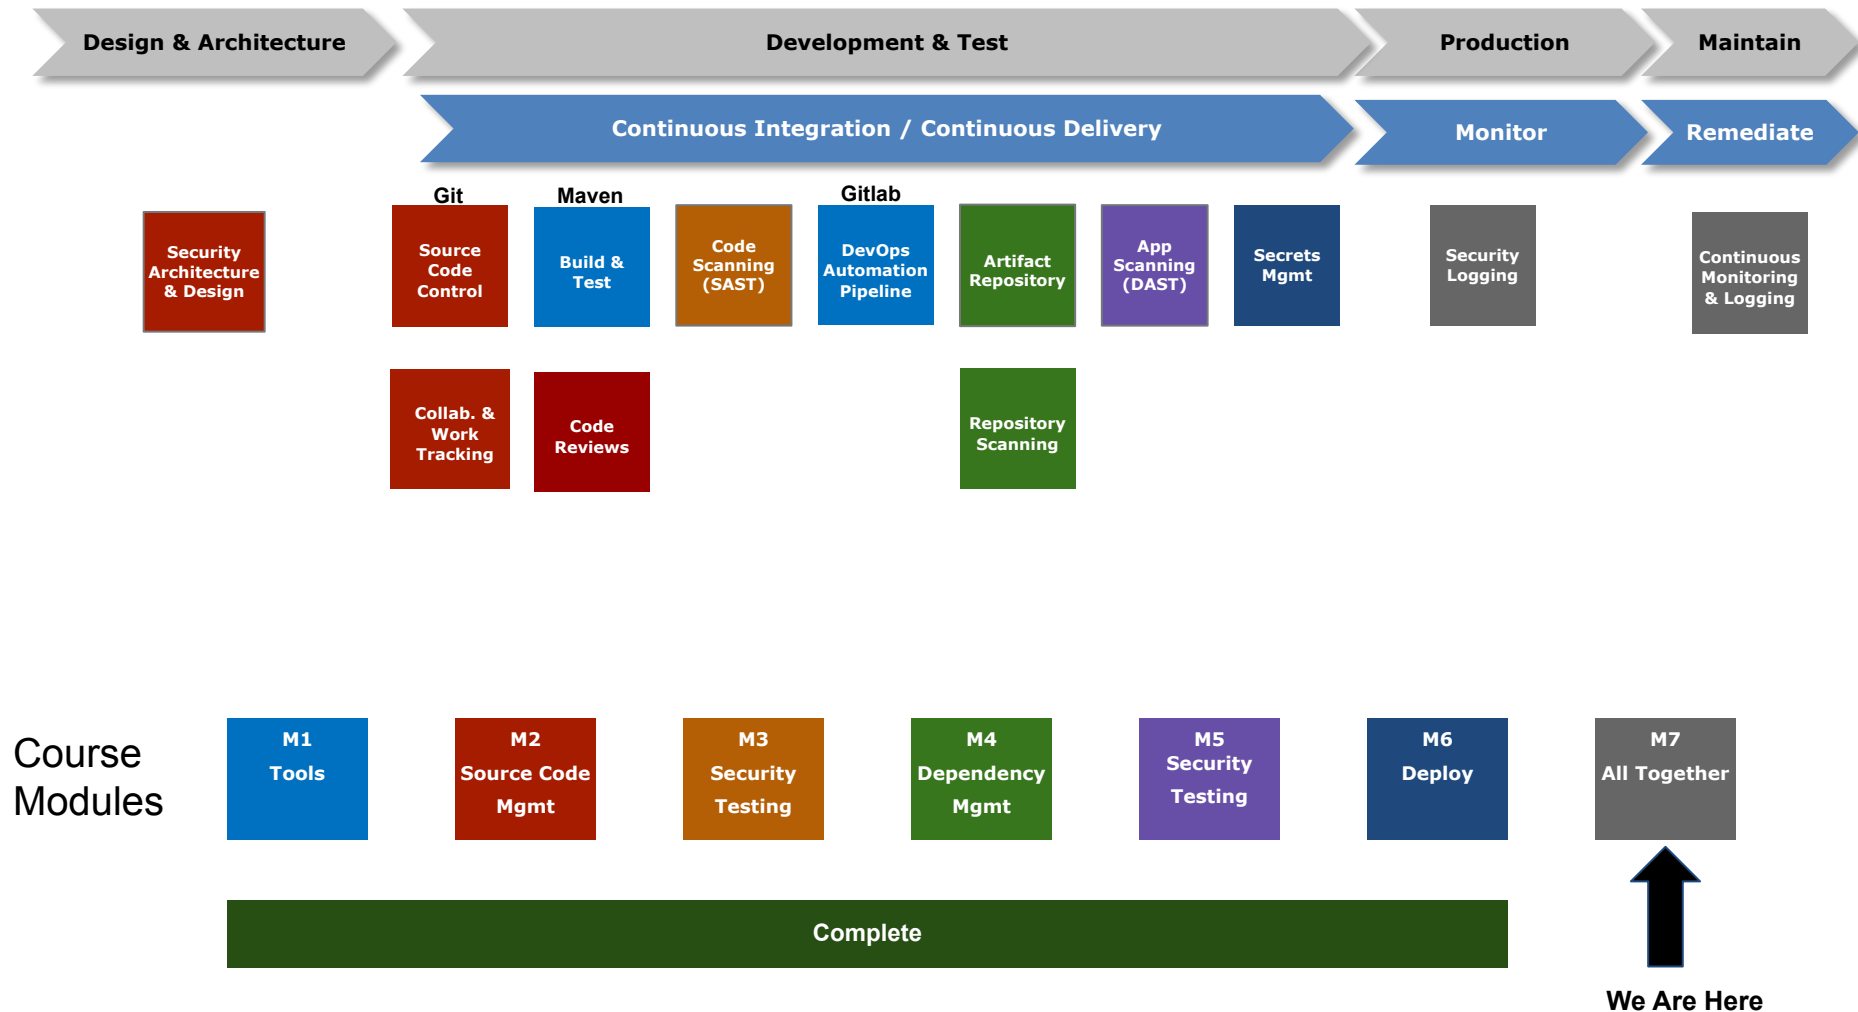 Design & Architecture
Development & Test
Production
Maintain
Continuous Integration / Continuous Delivery
Monitor
Remediate
Git
Maven
Gitlab
Security
Architecture
& Design
Source
Code
Control
Build &
Test
Code
Scanning
(SAST)
DevOps
Automation
Pipeline
Artifact
Repository
App
Scanning
(DAST)
Secrets
Mgmt
Security
Logging
Continuous
Monitoring
& Logging
Collab. &
Work
Tracking
Code
Reviews
Repository
Scanning
Course
Modules
M1
Tools
M2
Source Code
Mgmt
M3
Security
Testing
M4
Dependency
Mgmt
M5
Security
Testing
M6
Deploy
M7
All Together
Complete
We Are Here